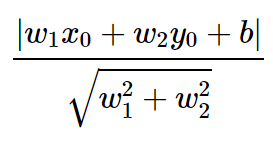 |w₁x₀ + w₂y₀ + b|
√(w₁² + w₂²)